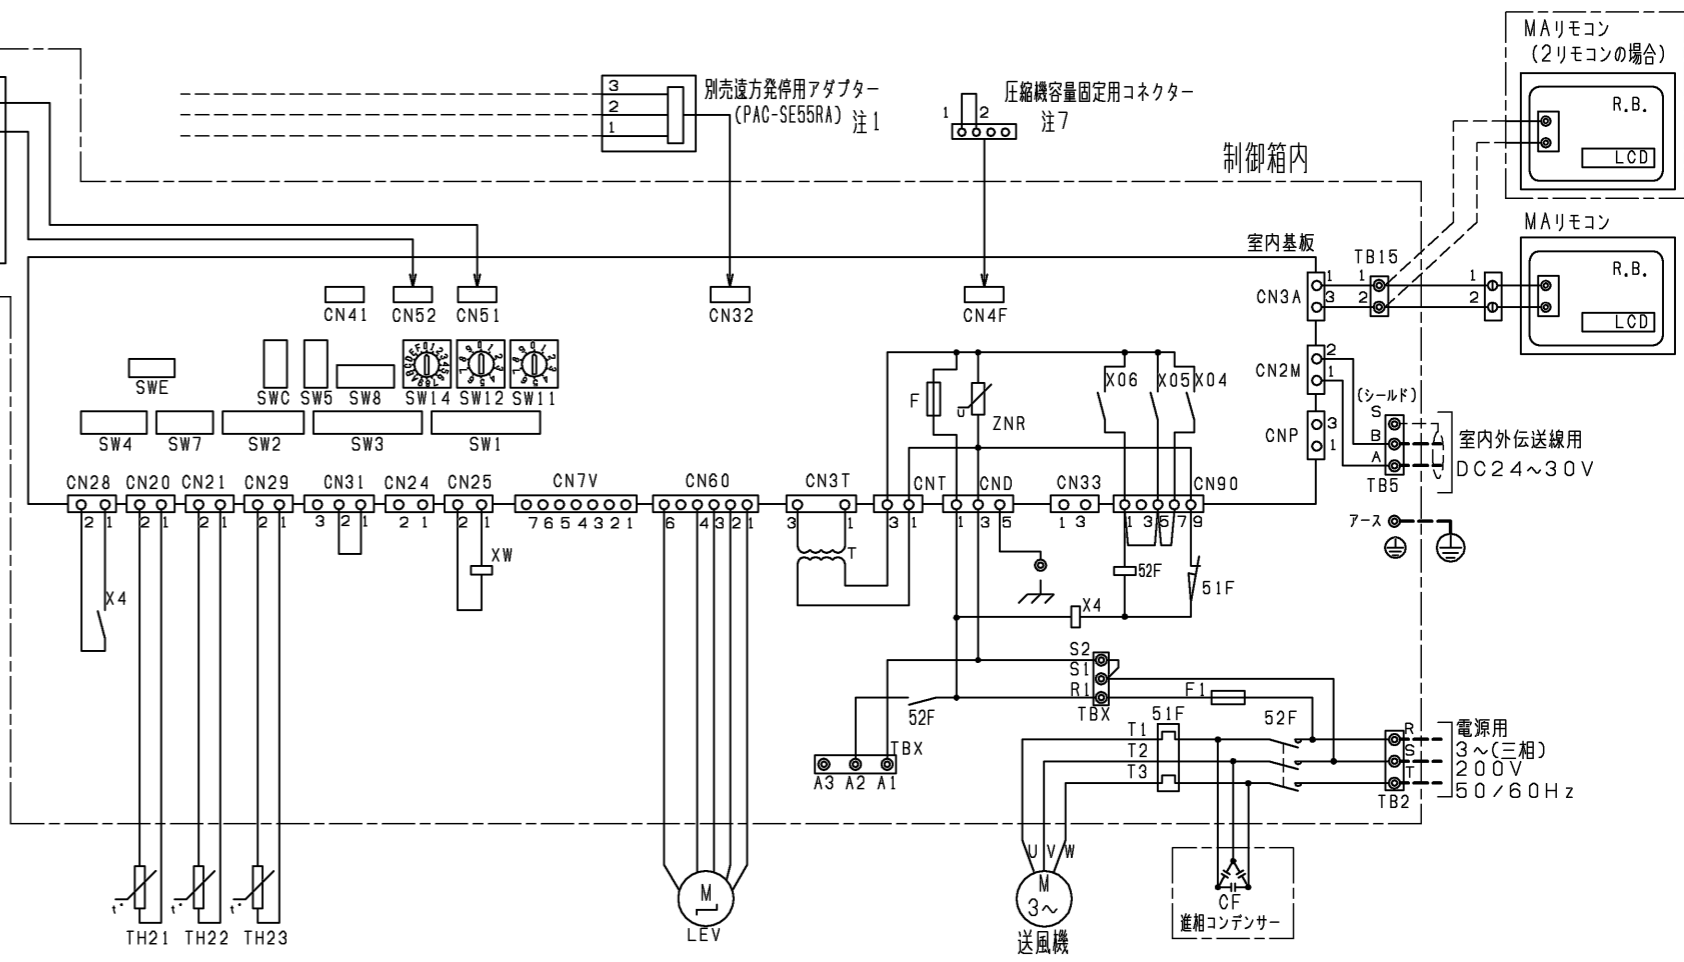 MAリモコン
(2リモコンの場合)
R.B.
LCD
3
2
1
別売遠方発停用アダプター
(PAC-SE55RA) 注1
1 2
圧縮機容量固定用コネクター
注7
制御箱内
MAリモコン
R.B.
LCD
室内基板
TB15
CN3A
1 1 1
3 2 2
CN41 CN52 CN51 CN32 CN4F
SWE SWC SW5 SW8 SW14 SW12 SW11
SW4 SW7 SW2 SW3 SW1
F
u
ZNR
X06 X05 X04
CN2M
2
1
CNP
3
1
(シールド)
S
B
A
TB5
室内外伝送線用
DC24~30V
アース
CN28 CN20 CN21 CN29 CN31 CN24 CN25 CN7V CN60 CN3T CNT CND CN33 CN90
2 1 2 1 2 1 2 1 3 2 1 2 1 2 1 7 6 5 4 3 2 1 6 4 3 2 1 3 1 3 1 1 3 5 1 3 1 3 5 7 9
X4
XW
T
52F
51F
X4
S2
S1
R1
TBX
F1
52F
TBX
A3 A2 A1
51F
52F
T1
T2
T3
R
S
T
TB2
電源用
3~(三相)
200V
50/60Hz
U V W
M
3~
送風機
CF
進相コンデンサー
t°
t°
t°
TH21 TH22 TH23
M
LEV